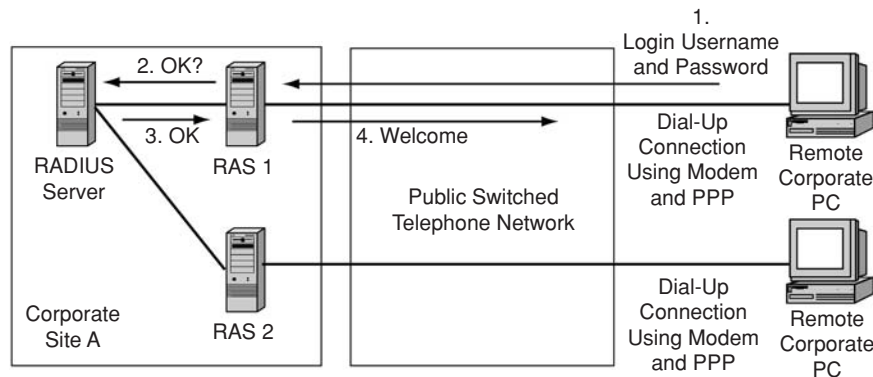 1.
Login Username
and Password
2. OK?
3. OK
4. Welcome
RADIUS
Server
RAS 1
Dial-Up
Connection
Using Modem
and PPP
Remote
Corporate
PC
Public Switched
Telephone Network
Corporate
Site A
RAS 2
Dial-Up
Connection
Using Modem
and PPP
Remote
Corporate
PC